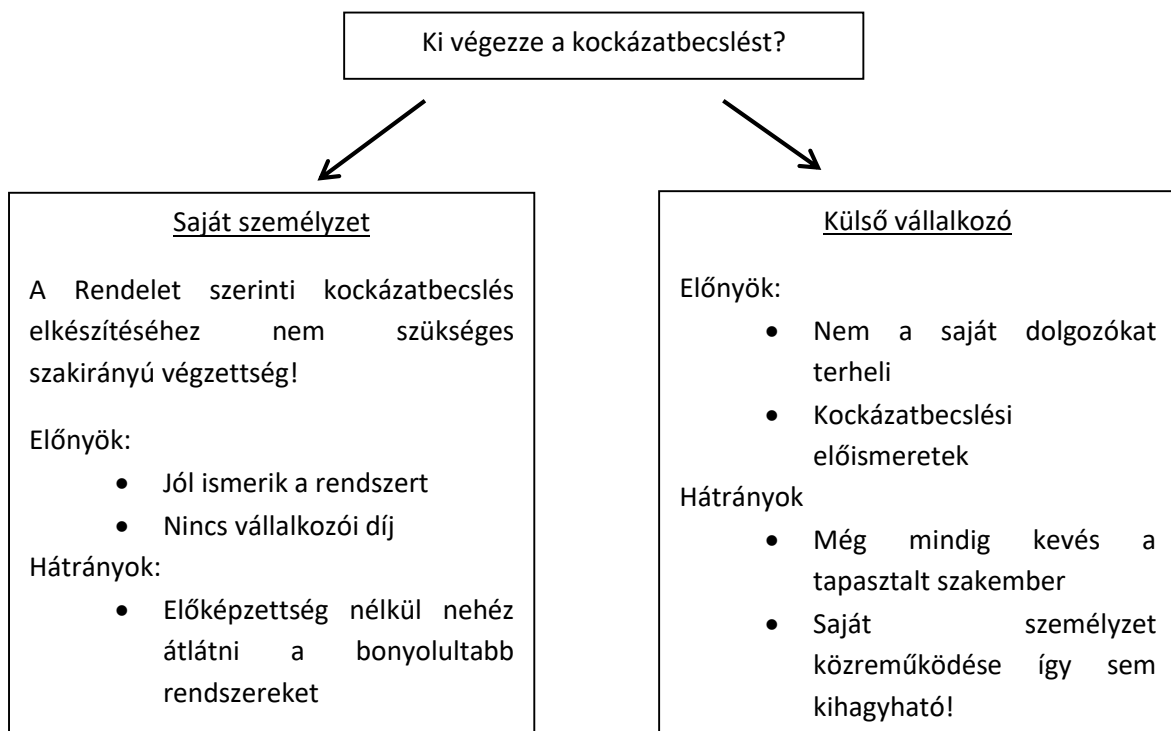 Ki végezze a kockázatbecslést?
Saját személyzet
A Rendelet szerinti kockázatbecslés
elkészítéséhez nem szükséges
szakirányú végzettség!
Előnyök:
• Jól ismerik a rendszert
• Nincs vállalkozói díj
Hátrányok:
• Előképzettség nélkül nehéz
átlátni a bonyolultabb
rendszereket
Külső vállalkozó
Előnyök:
• Nem a saját dolgozókat
terheli
• Kockázatbecslési
előismeretek
Hátrányok
• Még mindig kevés a
tapasztalt szakember
• Saját személyzet
közreműködése így sem
kihagyható!